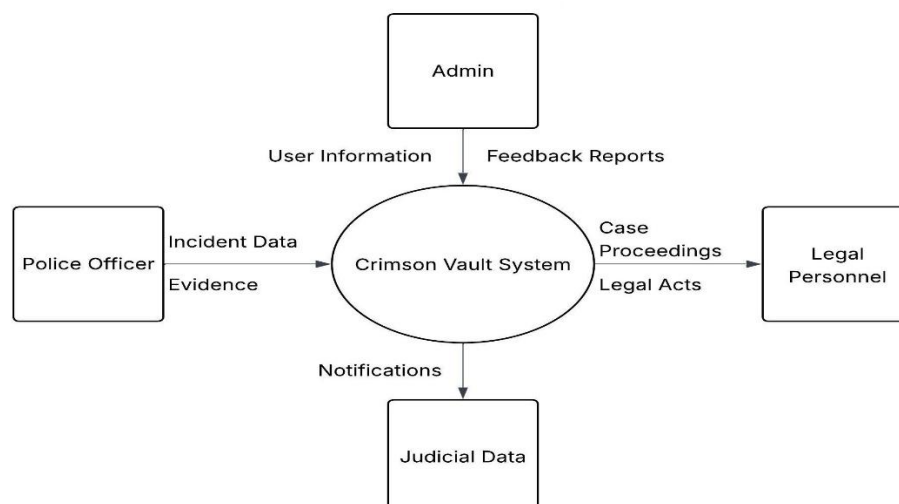 Admin
User Information
Feedback Reports
Police Officer
Incident Data
Evidence
Crimson Vault System
Case
Proceedings
Legal Acts
Legal
Personnel
Notifications
Judicial Data